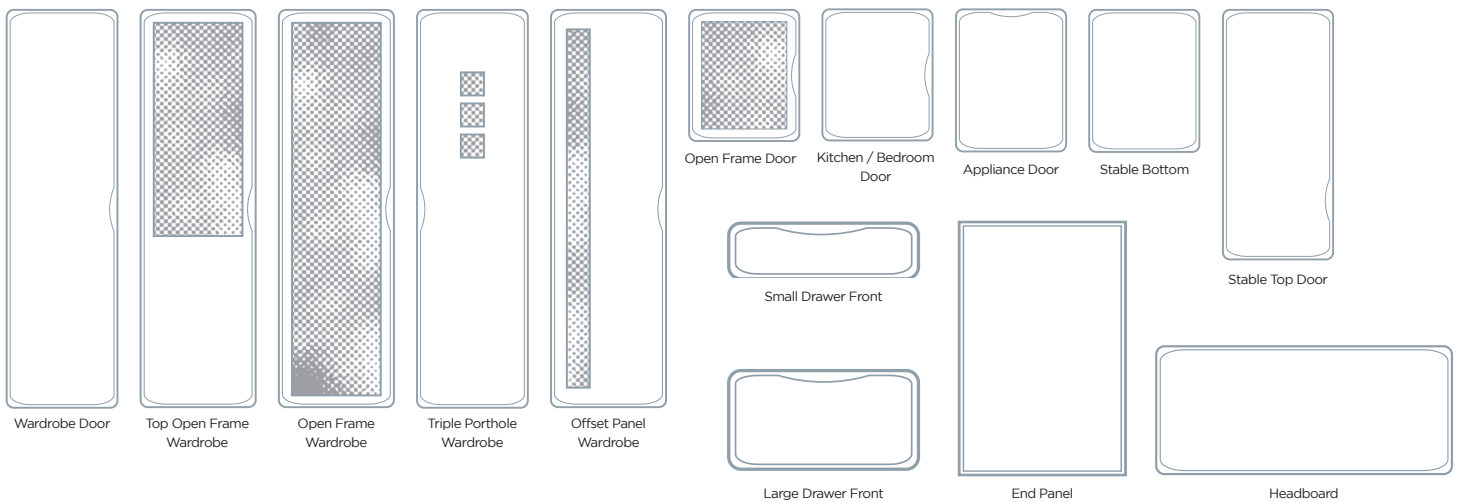 Wardrobe Door
Top Open Frame
Wardrobe
Open Frame
Wardrobe
Triple Porthole
Wardrobe
Offset Panel
Wardrobe
Open Frame Door
Kitchen / Bedroom
Door
Appliance Door
Stable Bottom
Stable Top Door
Small Drawer Front
Large Drawer Front
End Panel
Headboard